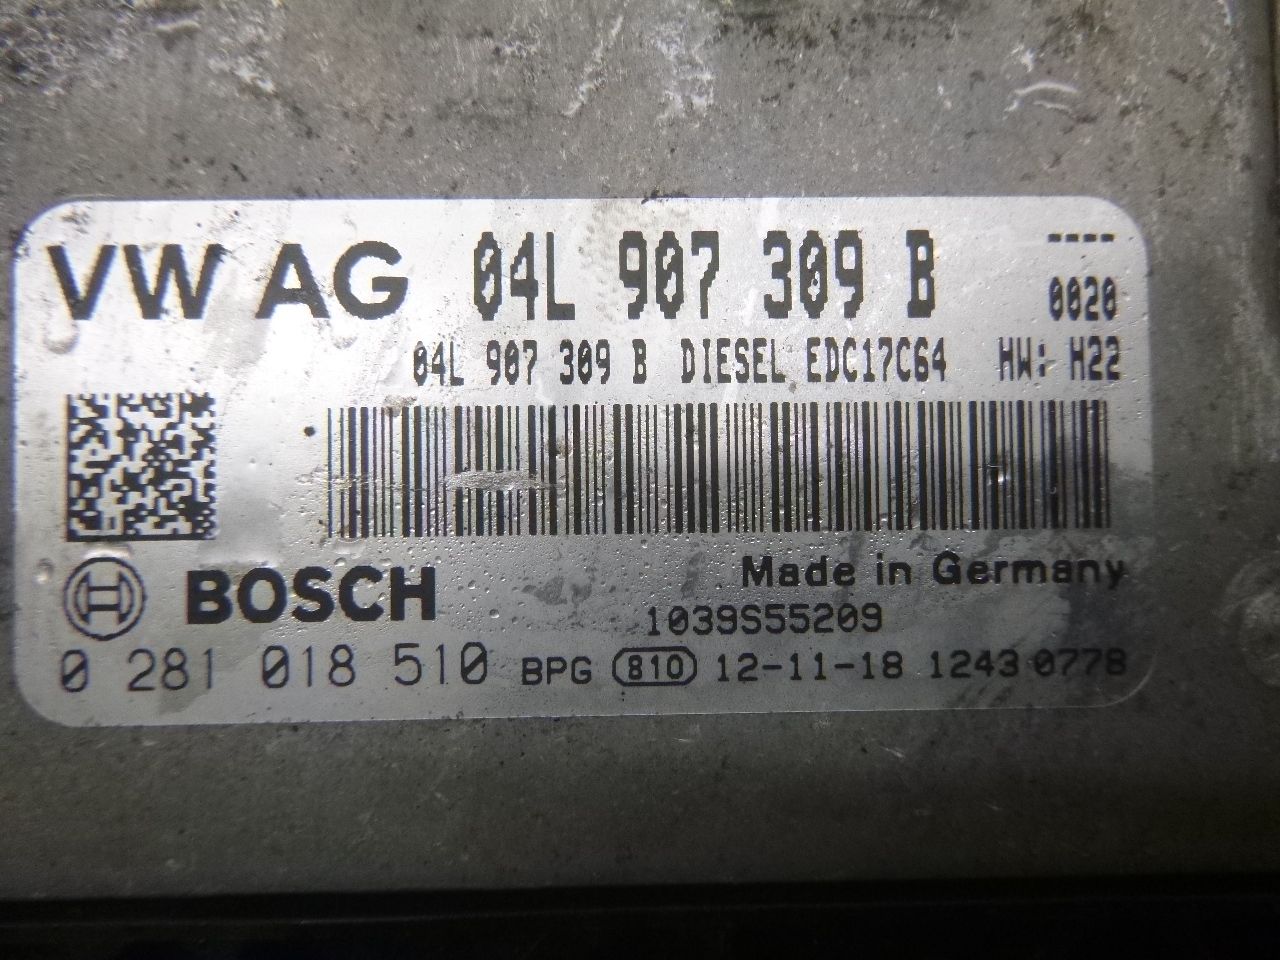 VW AG 04L 907 309 B ----
0020
04L 907 309 B DIESEL EDC17C64 HW: H22
BOSCH
Made in Germany
1039S55209
0 281 018 510 BPG 810 12-11-18 1243 0778